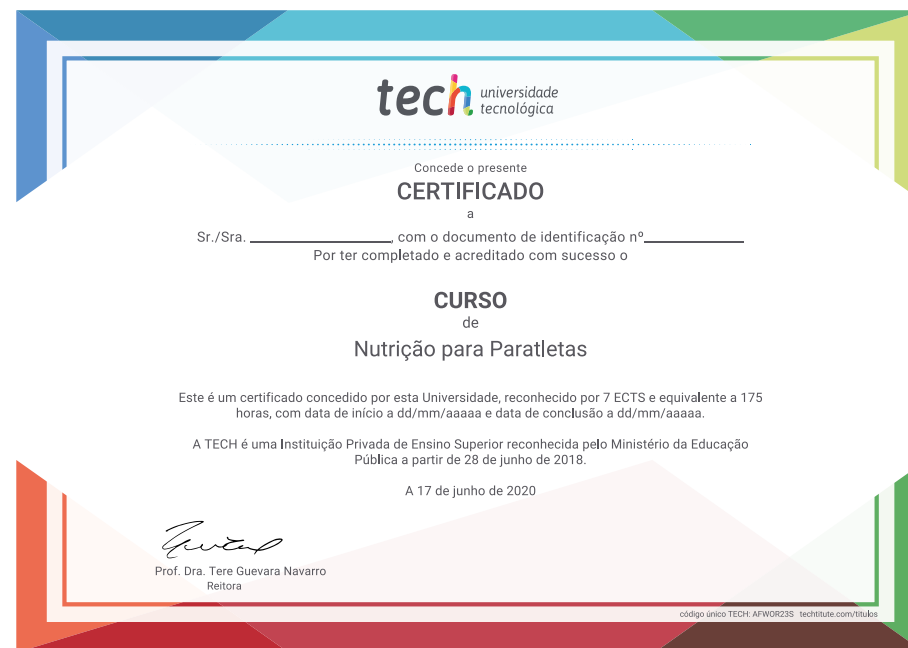 tech universidade
tecnológica
Concede o presente
CERTIFICADO
a
Sr./Sra. ____________________, com o documento de identificação nº______________
Por ter completado e acreditado com sucesso o
CURSO
de
Nutrição para Paratletas
Este é um certificado concedido por esta Universidade, reconhecido por 7 ECTS e equivalente a 175
horas, com data de início a dd/mm/aaaaa e data de conclusão a dd/mm/aaaaa.
A TECH é uma Instituição Privada de Ensino Superior reconhecida pelo Ministério da Educação
Pública a partir de 28 de junho de 2018.
A 17 de junho de 2020
Prof. Dra. Tere Guevara Navarro
Reitora
código único TECH: AFWOR23S techtitute.com/titulos